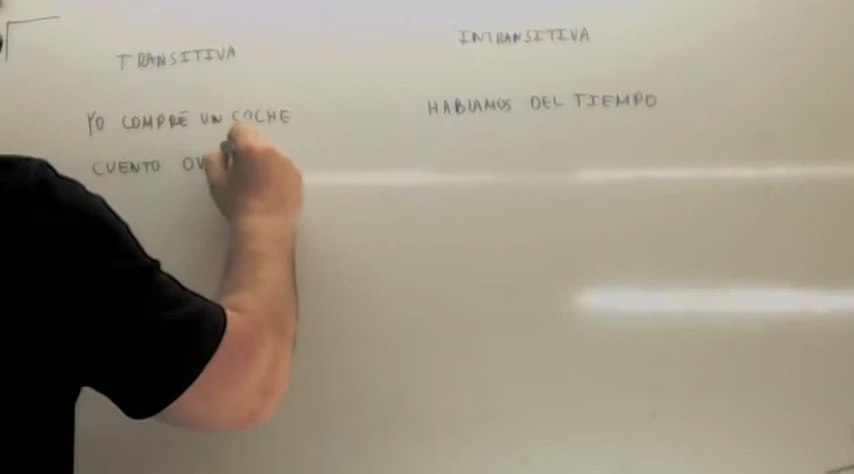 TRANSITIVA
YO COMPRÉ UN COCHE
CUENTO
INTRANSITIVA
HABLAMOS DEL TIEMPO